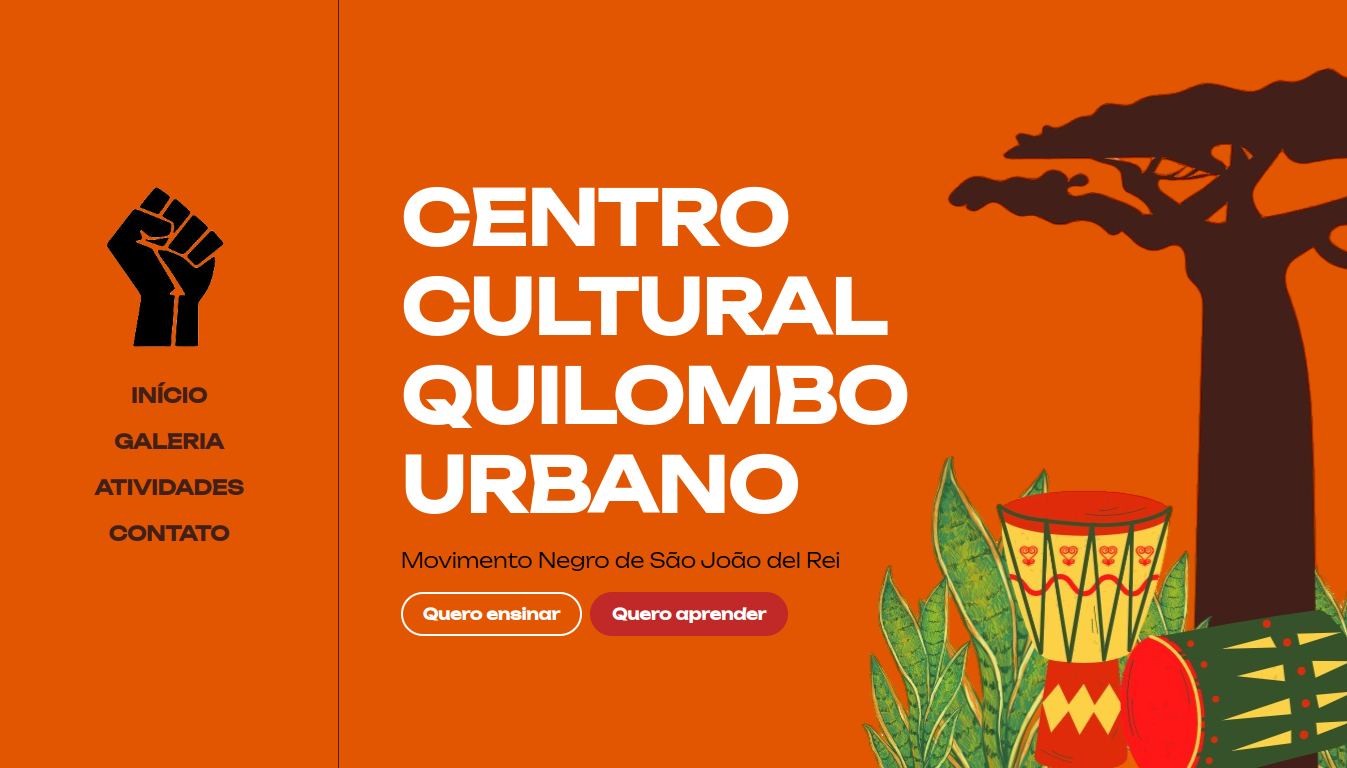 INÍCIO
GALERIA
ATIVIDADES
CONTATO
CENTRO
CULTURAL
QUILOMBO
URBANO
Movimento Negro de São João del Rei
Quero ensinar
Quero aprender